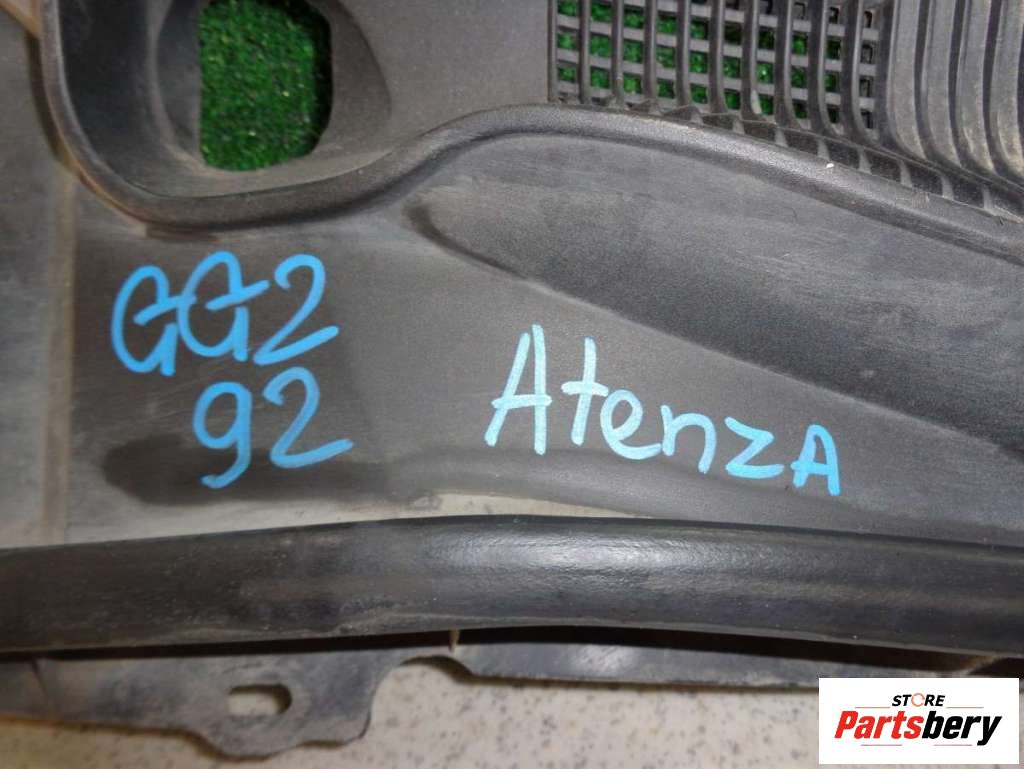 GG2
92
Atenza
STORE
Partsbery